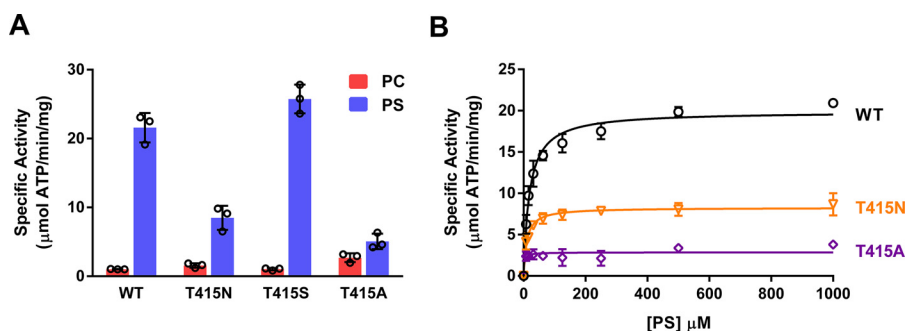 A
Specific Activity
(µmol ATP/min/mg)
30
20
10
0
PC
PS
WT
T415N
T415S
T415A
B
Specific Activity
(µmol ATP/min/mg)
25
20
15
10
5
0
0
200
400
600
800
1000
[PS] µM
WT
T415N
T415A